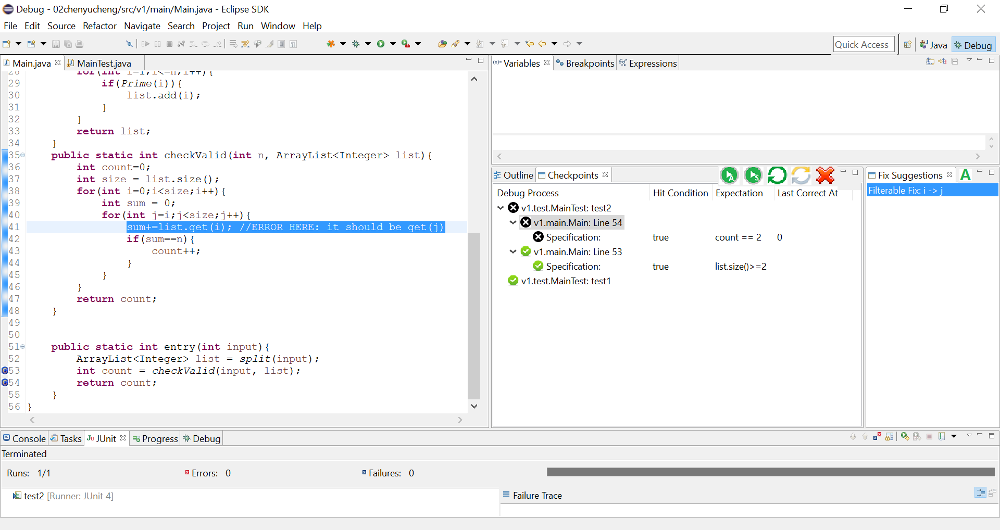 Debug - 02chenyucheng/src/v1/main/Main.java - Eclipse SDK
File Edit Source Refactor Navigate Search Project Run Window Help
Quick Access Java Debug
Main.java MainTest.java
28 for(int i=1;i<=n;i++){
29 if(Prime(i)){
30 list.add(i);
31 }
32 }
33 return list;
34 }
35 public static int checkValid(int n, ArrayList<Integer> list){
36 int count=0;
37 int size = list.size();
38 for(int i=0;i<size;i++){
39 int sum = 0;
40 for(int j=i;j<size;j++){
41 sum+=list.get(i); //ERROR HERE: it should be get(j)
42 if(sum==n){
43 count++;
44 }
45 }
46 }
47 return count;
48 }
49
50
51 public static int entry(int input){
52 ArrayList<Integer> list = split(input);
53 int count = checkValid(input, list);
54 return count;
55 }
56 }
(x)= Variables Breakpoints Expressions
Outline Checkpoints A S
Debug Process Hit Condition Expectation Last Correct At
v1.test.MainTest: test2
v1.main.Main: Line 54
Specification: true count == 2 0
v1.main.Main: Line 53
Specification: true list.size()>=2
v1.test.MainTest: test1
Fix Suggestions A
Filterable Fix: i -> j
Console Tasks JU JUnit Progress Debug
Terminated
Runs: 1/1 Errors: 0 Failures: 0
test2 [Runner: JUnit 4]
Failure Trace